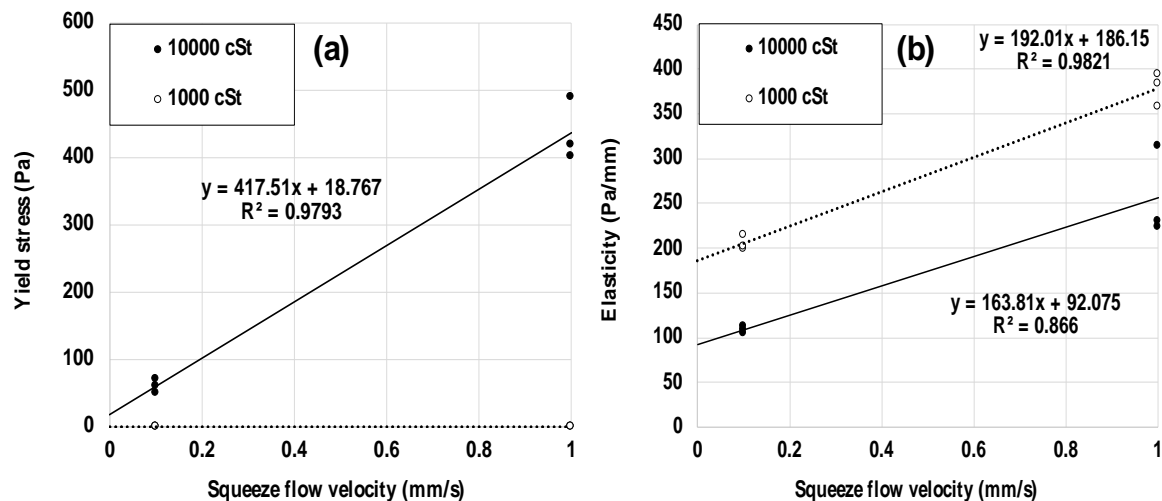 10000 cSt
1000 cSt
(a)
y = 417.51x + 18.767
R² = 0.9793
Yield stress (Pa)
600
500
400
300
200
100
0
0 0.2 0.4 0.6 0.8 1
Squeeze flow velocity (mm/s)
10000 cSt
1000 cSt
(b)
y = 192.01x + 186.15
R² = 0.9821
y = 163.81x + 92.075
R² = 0.866
Elasticity (Pa/mm)
450
400
350
300
250
200
150
100
50
0
0 0.2 0.4 0.6 0.8 1
Squeeze flow velocity (mm/s)